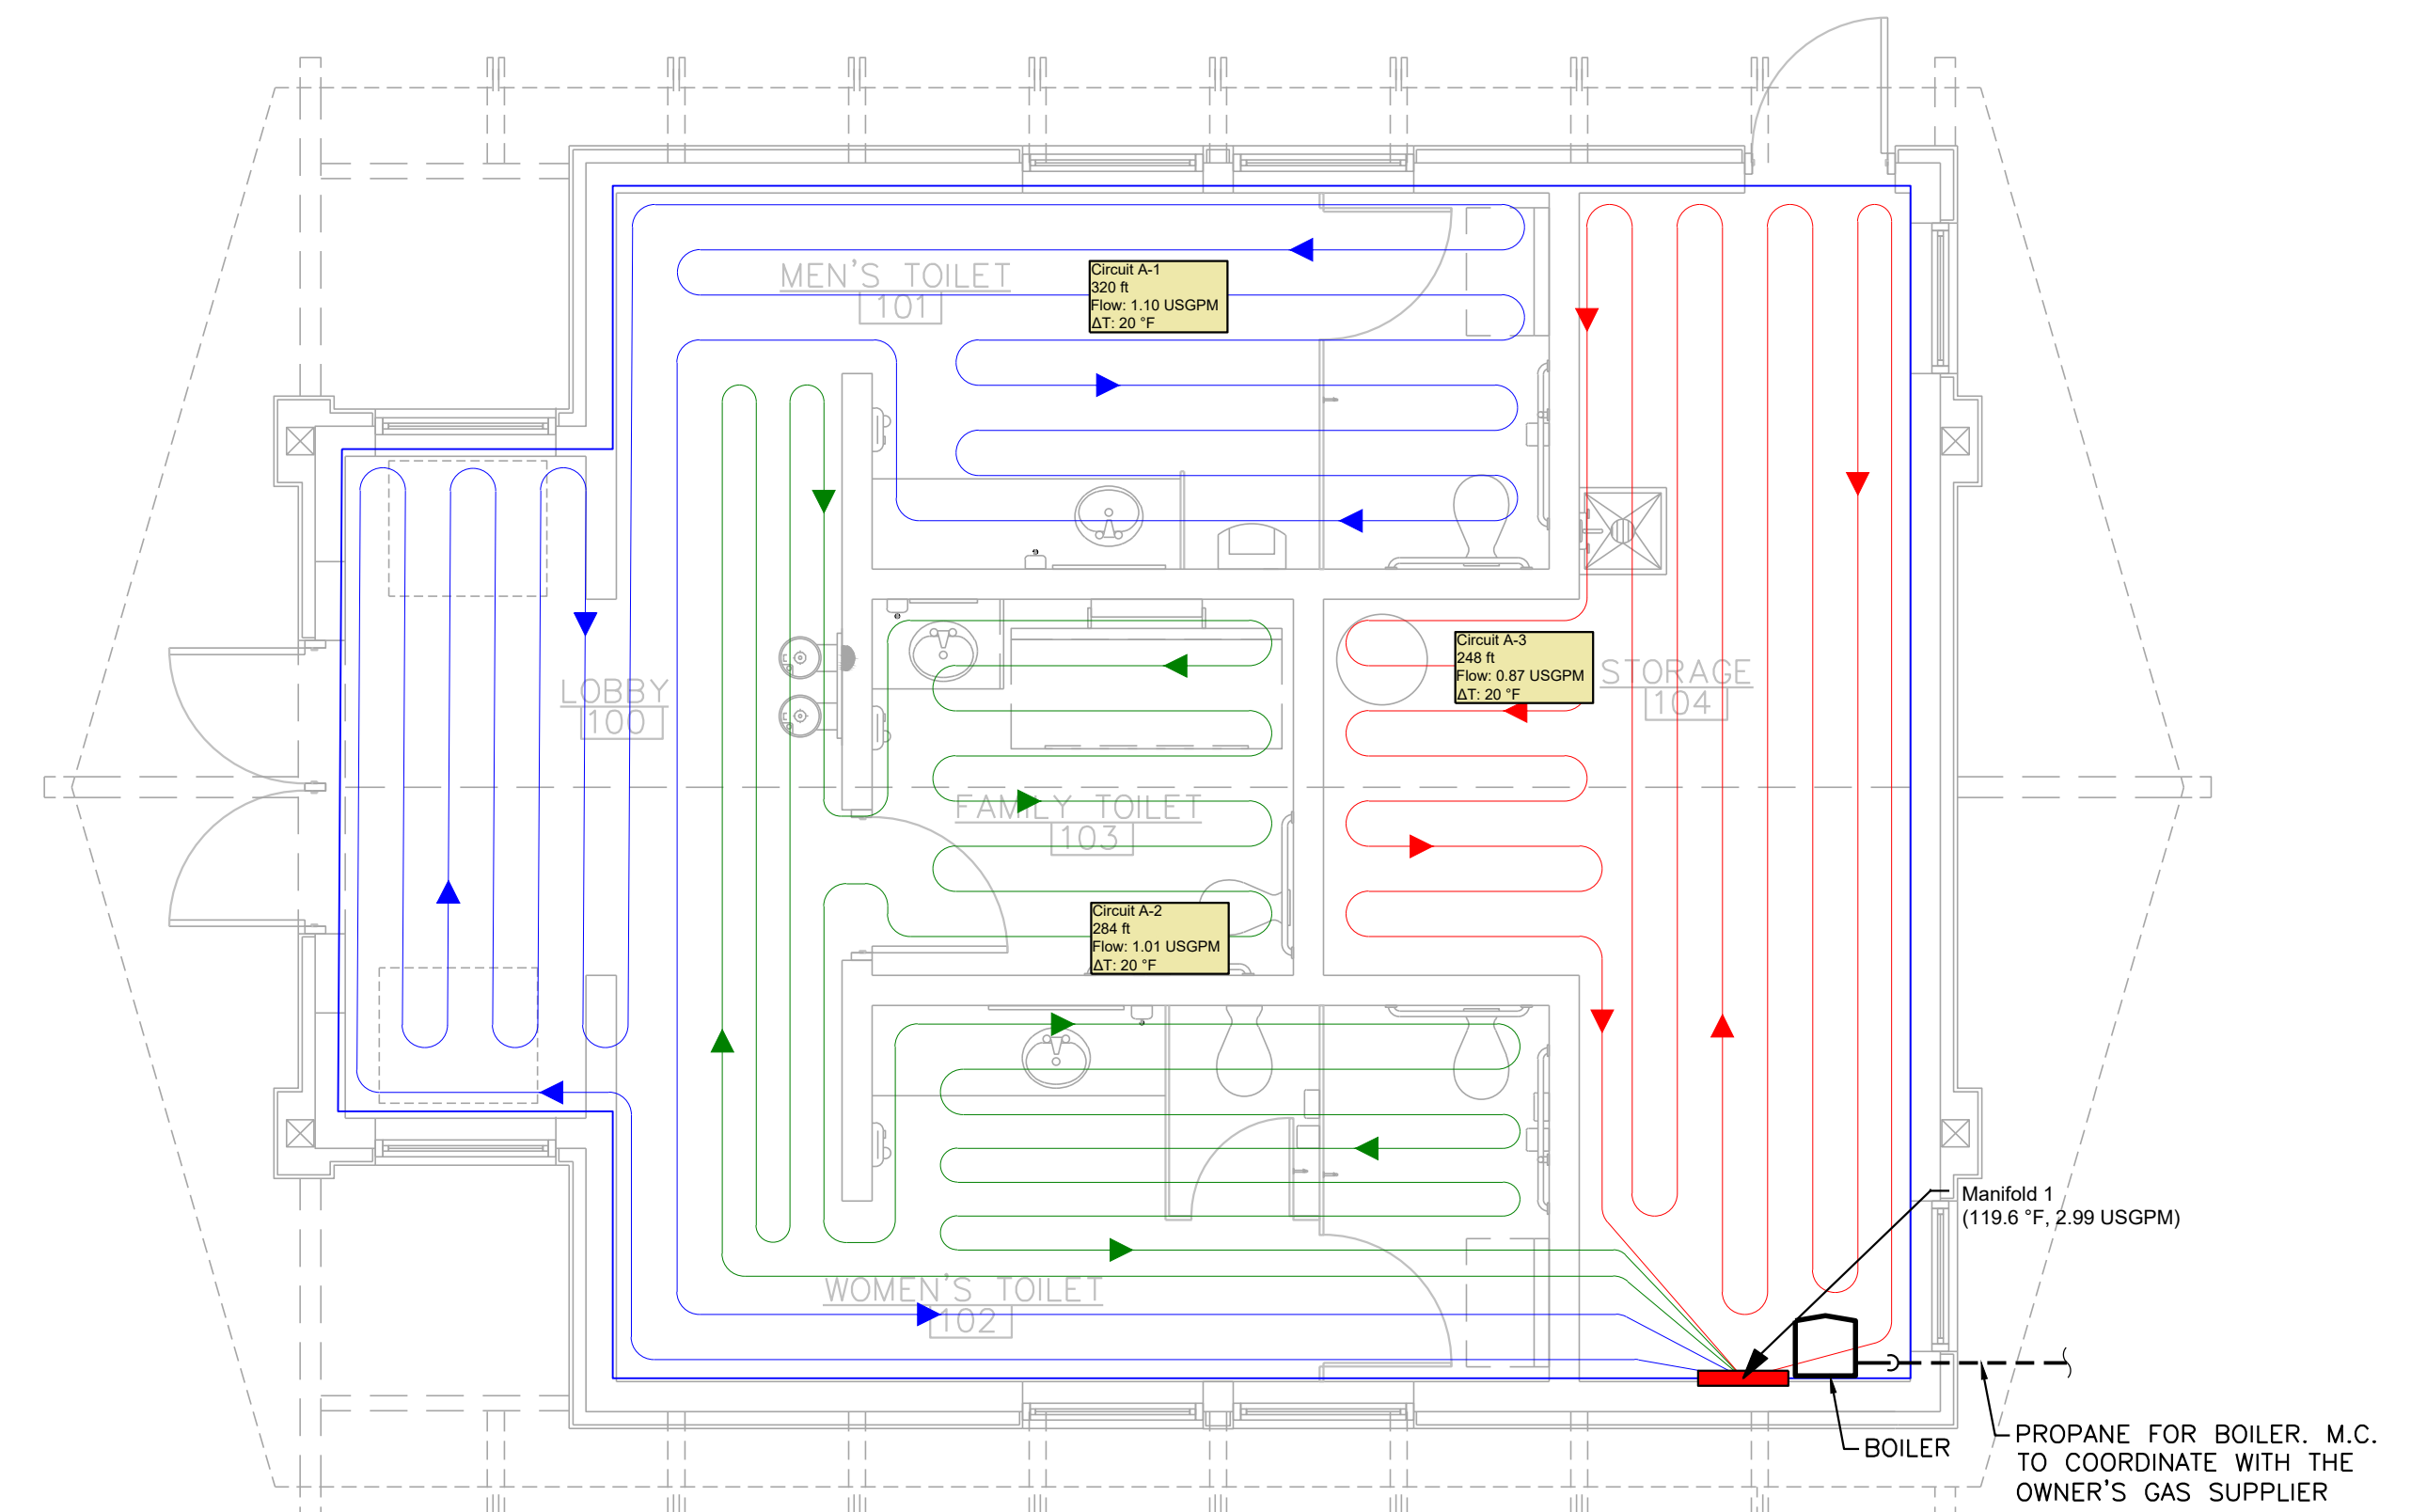 MEN'S TOILET
101
Circuit A-1
320 ft
Flow: 1.10 USGPM
ΔT: 20 °F
LOBBY
100
Circuit A-3
248 ft
Flow: 0.87 USGPM
ΔT: 20 °F
STORAGE
104
FAMILY TOILET
103
Circuit A-2
284 ft
Flow: 1.01 USGPM
ΔT: 20 °F
Manifold 1
(119.6 °F, 2.99 USGPM)
WOMEN'S TOILET
102
BOILER
PROPANE FOR BOILER. M.C.
TO COORDINATE WITH THE
OWNER'S GAS SUPPLIER